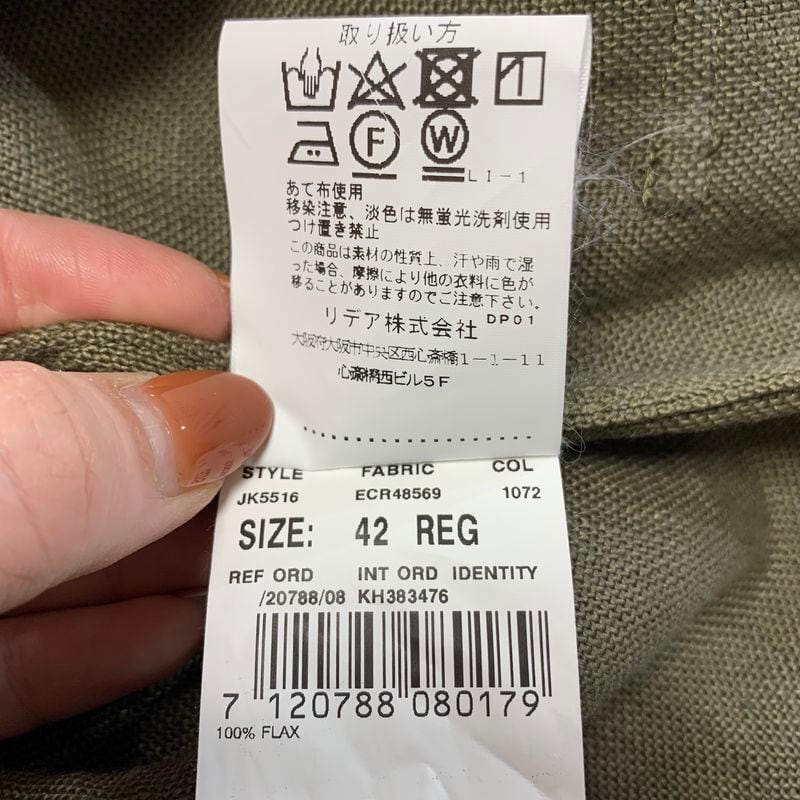 取り扱い方
F W
LI-1
あて布使用
移染注意、淡色は無蛍光洗剤使用
つけ置き禁止
この商品は素材の性質上、汗や雨で湿
った場合、摩擦により他の衣料に色が
移ることがありますのでご注意下さい。
DP01
リデア株式会社
大阪府大阪市中央区西心斎橋1-1-11
心斎橋西ビル5F
STYLE FABRIC COL
JK5516 ECR48569 1072
SIZE: 42 REG
REF ORD INT ORD IDENTITY
/20788/08 KH383476
7 120788 080179
100% FLAX